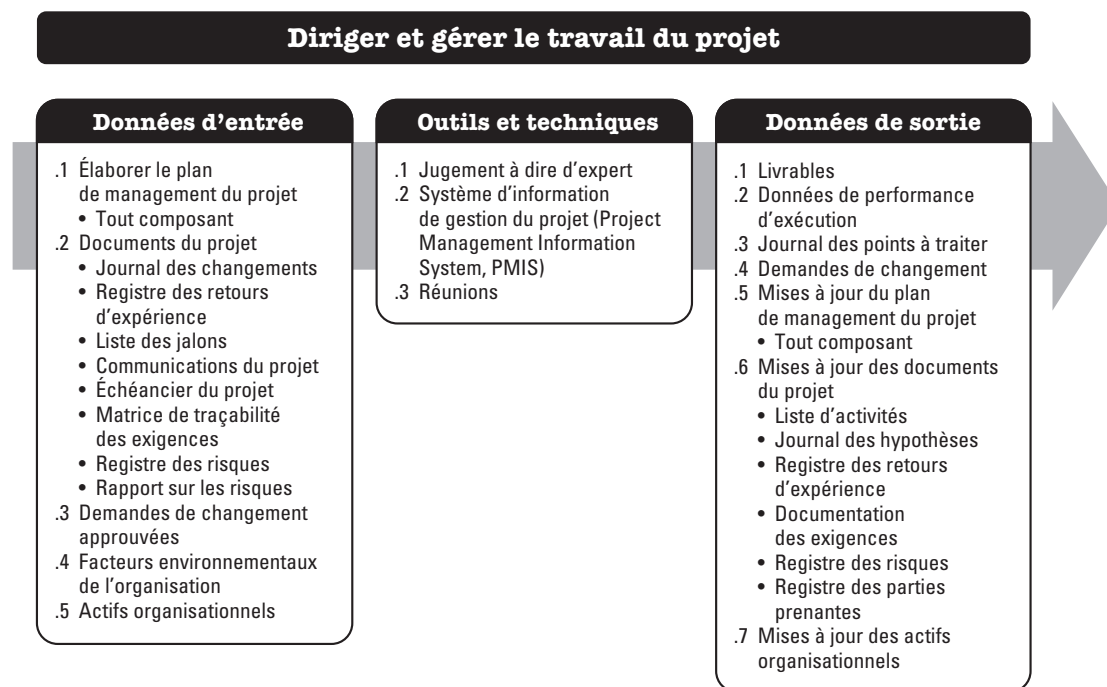 Diriger et gérer le travail du projet
Données d'entrée
.1 Élaborer le plan
de management du projet
• Tout composant
.2 Documents du projet
• Journal des changements
• Registre des retours
d'expérience
• Liste des jalons
• Communications du projet
• Échéancier du projet
• Matrice de traçabilité
des exigences
• Registre des risques
• Rapport sur les risques
.3 Demandes de changement
approuvées
.4 Facteurs environnementaux
de l'organisation
.5 Actifs organisationnels
Outils et techniques
.1 Jugement à dire d'expert
.2 Système d'information
de gestion du projet (Project
Management Information
System, PMIS)
.3 Réunions
Données de sortie
.1 Livrables
.2 Données de performance
d'exécution
.3 Journal des points à traiter
.4 Demandes de changement
.5 Mises à jour du plan
de management du projet
• Tout composant
.6 Mises à jour des documents
du projet
• Liste d'activités
• Journal des hypothèses
• Registre des retours
d'expérience
• Documentation
des exigences
• Registre des risques
• Registre des parties
prenantes
.7 Mises à jour des actifs
organisationnels